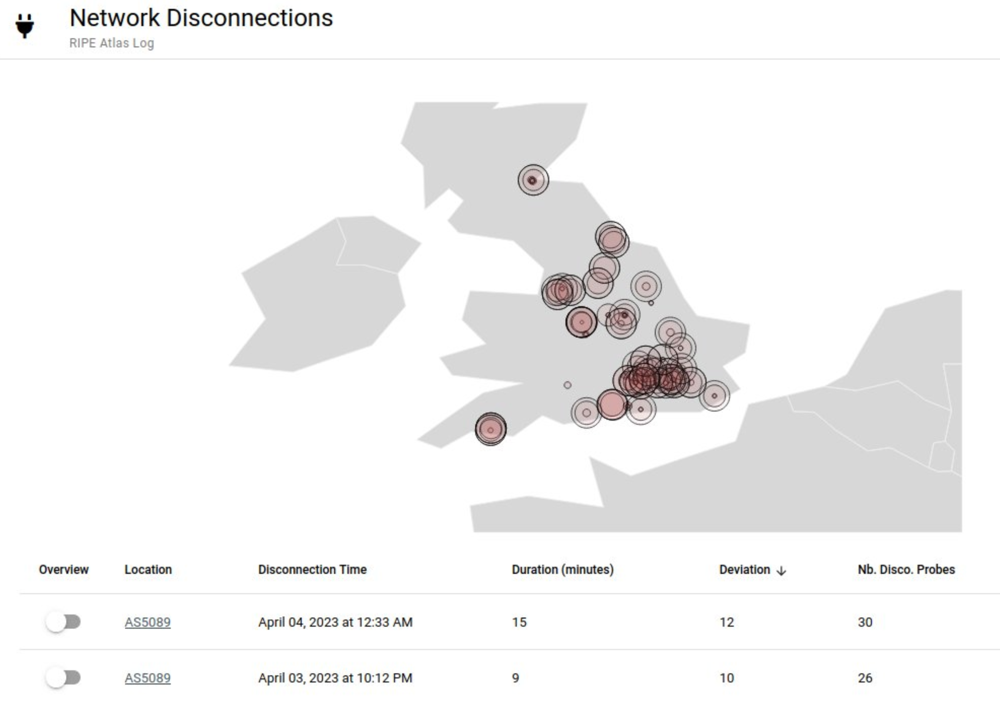 Network Disconnections
RIPE Atlas Log
Overview Location Disconnection Time Duration (minutes) Deviation ↓ Nb. Disco. Probes
AS5089 April 04, 2023 at 12:33 AM 15 12 30
AS5089 April 03, 2023 at 10:12 PM 9 10 26